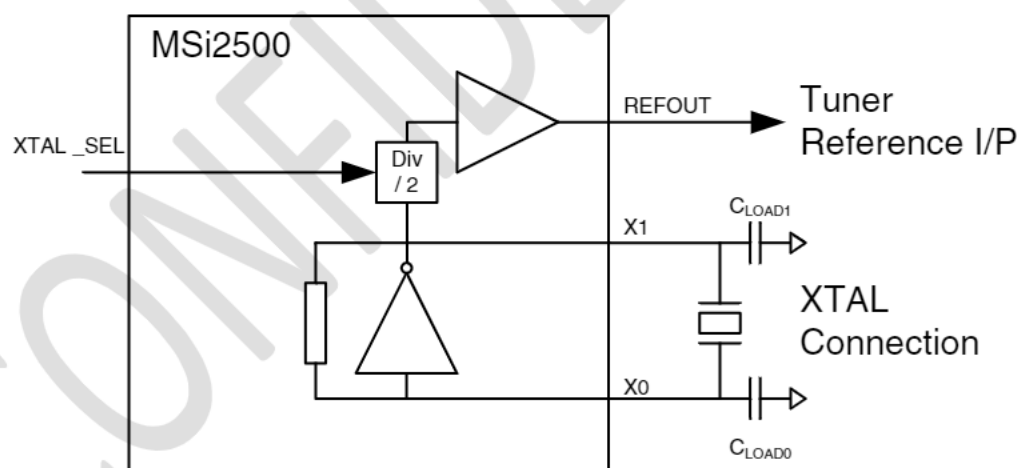 MSi2500
XTAL _SEL
Div
/ 2
REFOUT
Tuner
Reference I/P
X1
CLOAD1
XTAL
Connection
X0
CLOAD0